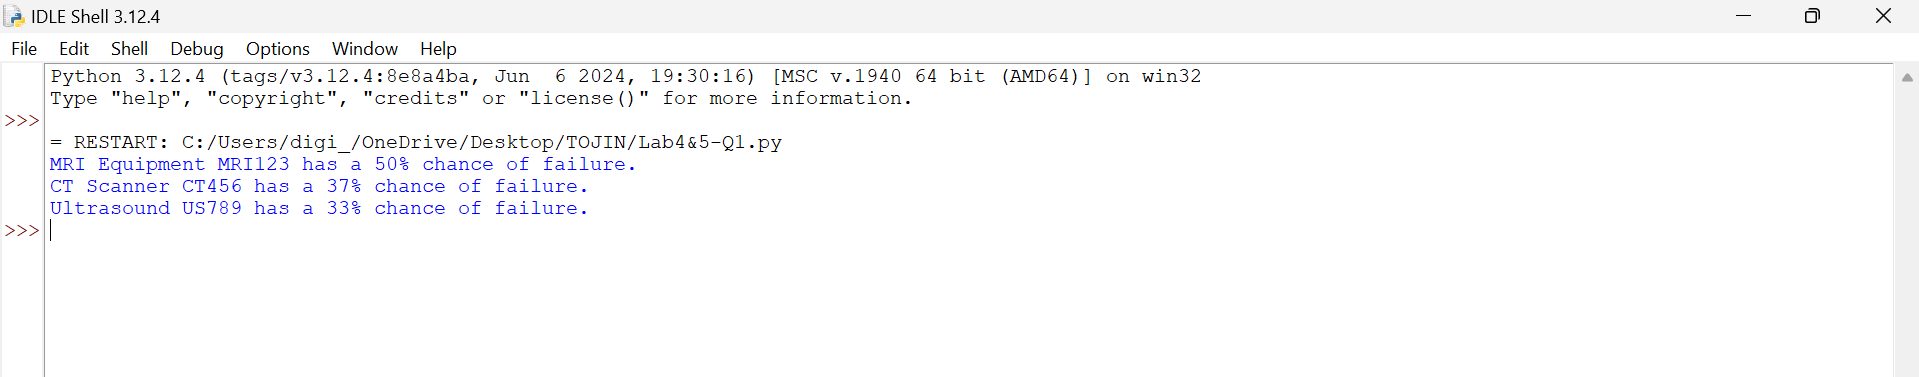 IDLE Shell 3.12.4
File Edit Shell Debug Options Window Help
Python 3.12.4 (tags/v3.12.4:8e8a4ba, Jun  6 2024, 19:30:16) [MSC v.1940 64 bit (AMD64)] on win32
Type "help", "copyright", "credits" or "license()" for more information.
>>>
= RESTART: C:/Users/digi_/OneDrive/Desktop/TOJIN/Lab4&5-Q1.py
MRI Equipment MRI123 has a 50% chance of failure.
CT Scanner CT456 has a 37% chance of failure.
Ultrasound US789 has a 33% chance of failure.
>>>